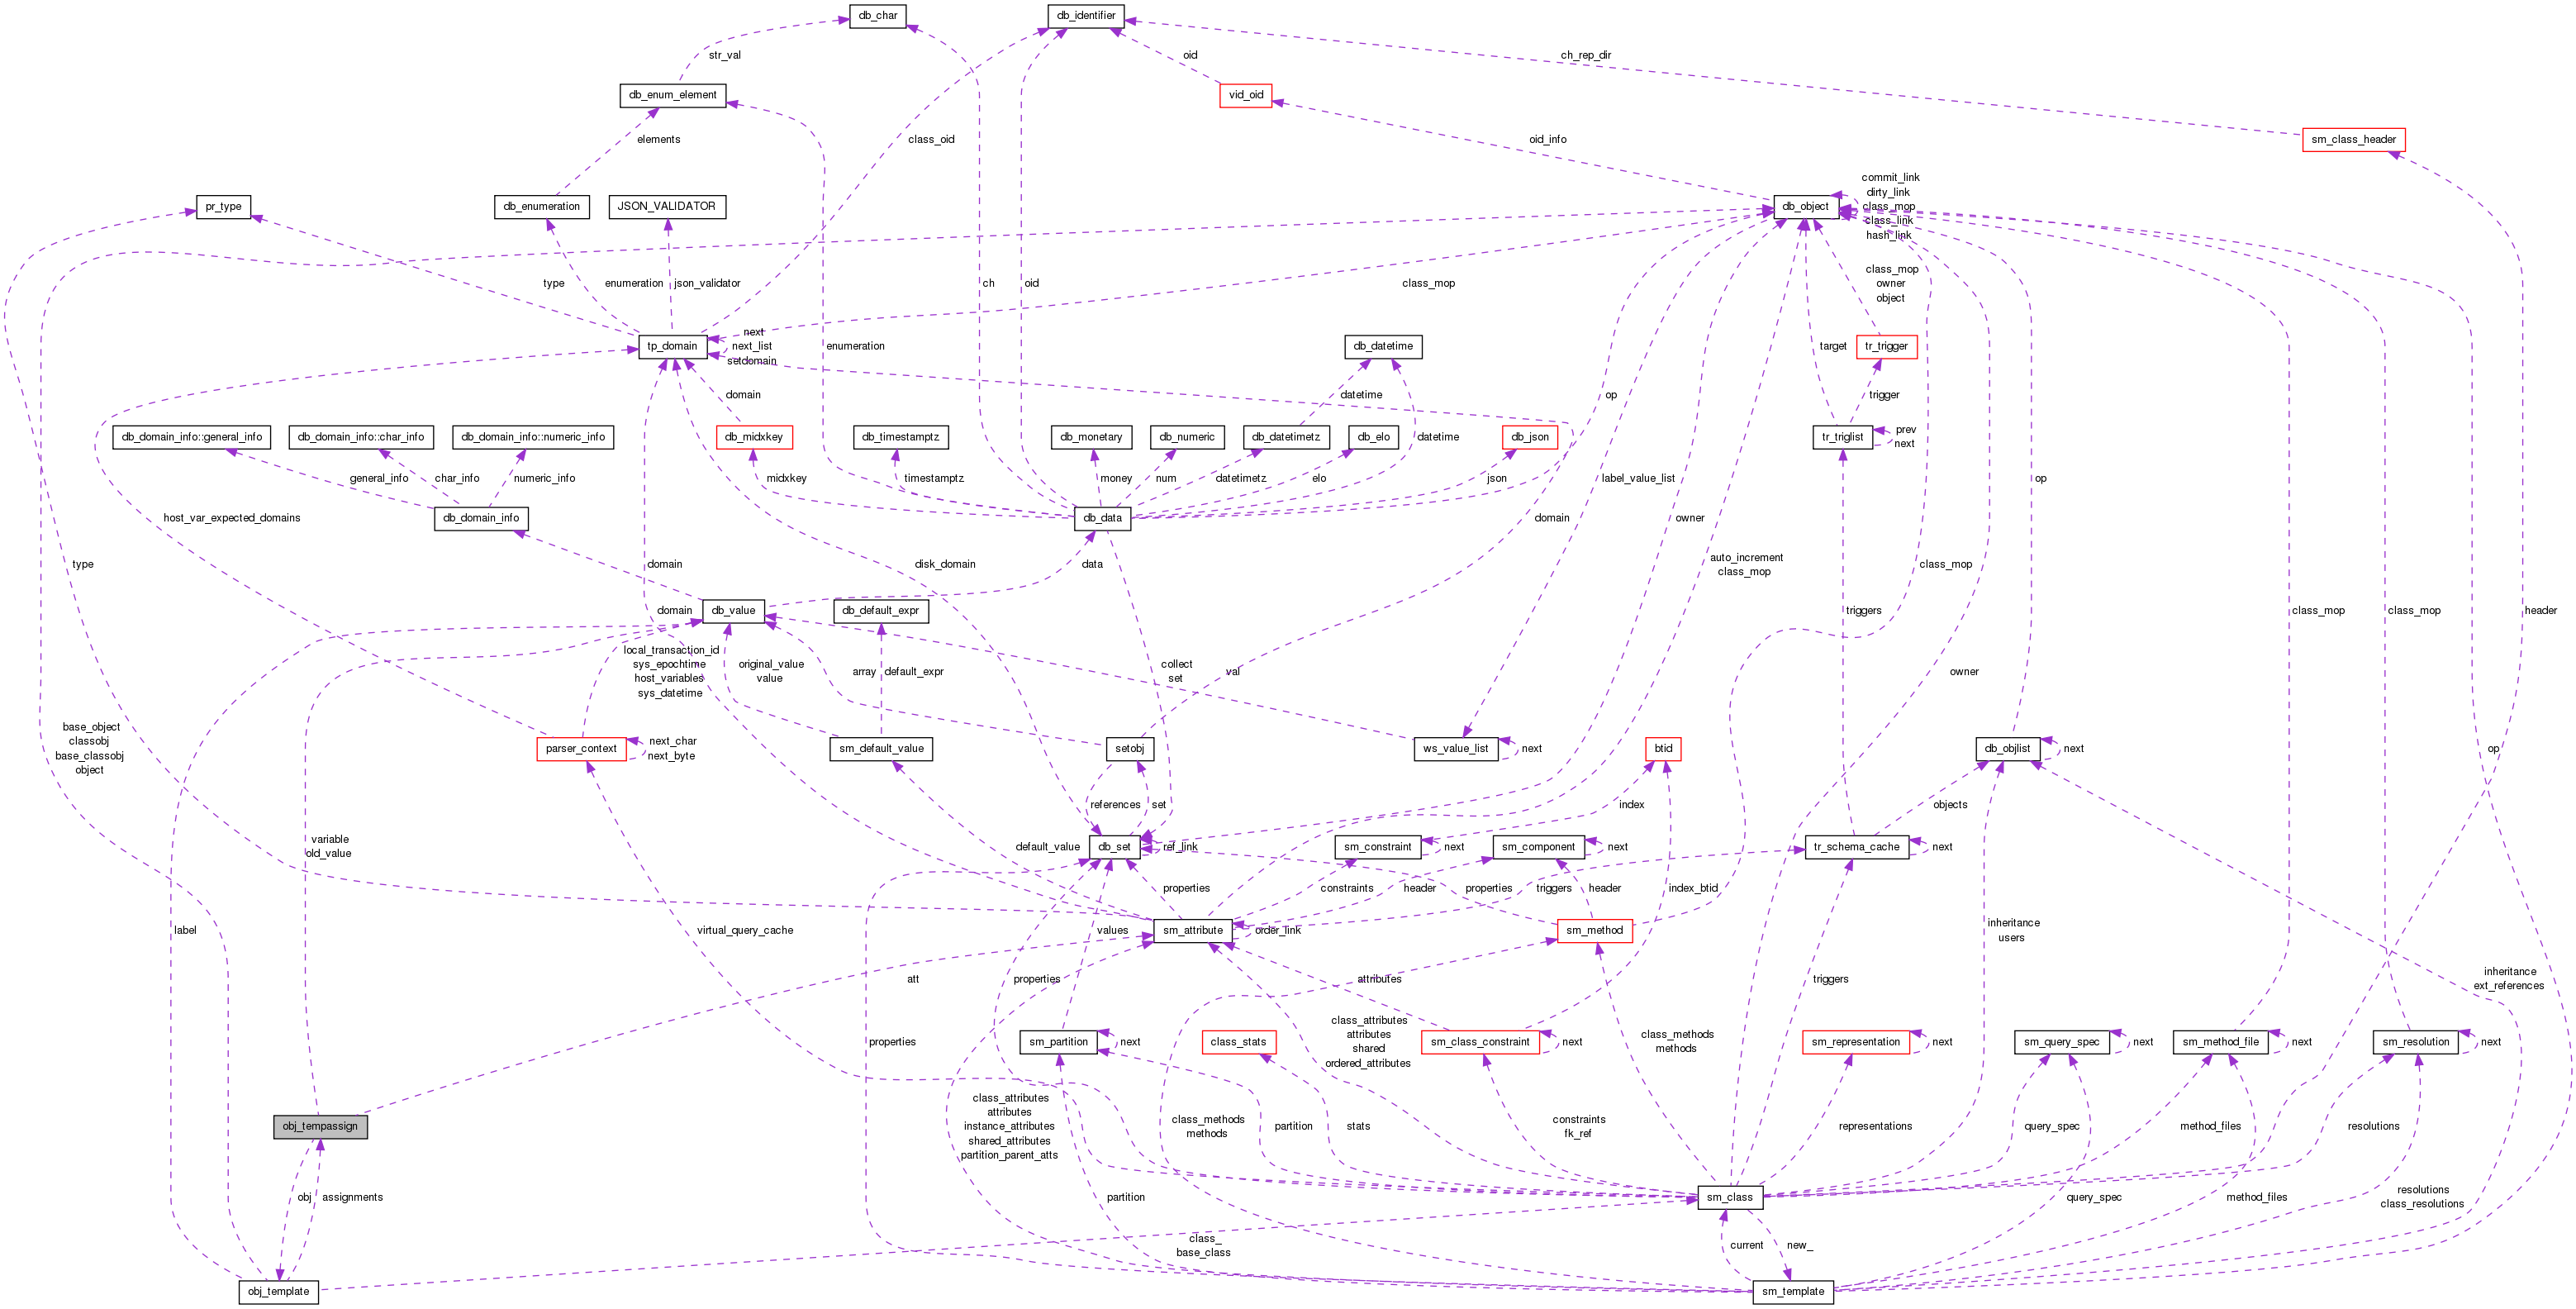 db_char
db_identifier
str_val
oid
ch_rep_dir
db_enum_element
vid_oid
elements
class_oid
oid_info
sm_class_header
commit_link
dirty_link
class_mop
class_link
hash_link
pr_type
db_enumeration
JSON_VALIDATOR
db_object
type
enumeration
json_validator
ch
oid
class_mop
class_mop
owner
object
tp_domain
next
next_list
setdomain
enumeration
db_datetime
target
tr_trigger
domain
datetime
op
trigger
db_domain_info::general_info
db_domain_info::char_info
db_domain_info::numeric_info
db_midxkey
db_timestamptz
db_monetary
db_numeric
db_datetimetz
db_elo
datetime
db_json
tr_triglist
prev
next
general_info
char_info
numeric_info
midxkey
timestamptz
money
num
datetimetz
elo
json
label_value_list
op
host_var_expected_domains
db_domain_info
db_data
domain
owner
type
domain
disk_domain
data
auto_increment
class_mop
class_mop
domain
db_value
db_default_expr
triggers
class_mop
class_mop
header
local_transaction_id
sys_epochtime
host_variables
sys_datetime
original_value
value
array
default_expr
collect
set
val
owner
base_object
classobj
base_classobj
object
parser_context
next_char
next_byte
sm_default_value
setobj
ws_value_list
next
btid
db_objlist
next
op
references
set
index
objects
variable
old_value
default_value
db_set
ref_link
sm_constraint
next
sm_component
next
tr_schema_cache
next
properties
constraints
header
properties
triggers
header
index_btid
label
virtual_query_cache
values
sm_attribute
order_link
sm_method
inheritance
users
att
properties
attributes
triggers
inheritance
ext_references
properties
sm_partition
next
class_stats
class_attributes
attributes
shared
ordered_attributes
sm_class_constraint
next
class_methods
methods
sm_representation
next
sm_query_spec
next
sm_method_file
next
sm_resolution
next
obj_tempassign
class_attributes
attributes
instance_attributes
shared_attributes
partition_parent_atts
class_methods
methods
partition
stats
constraints
fk_ref
representations
query_spec
method_files
resolutions
obj
assignments
partition
sm_class
query_spec
method_files
resolutions
class_resolutions
class_
base_class
current
new_
obj_template
sm_template